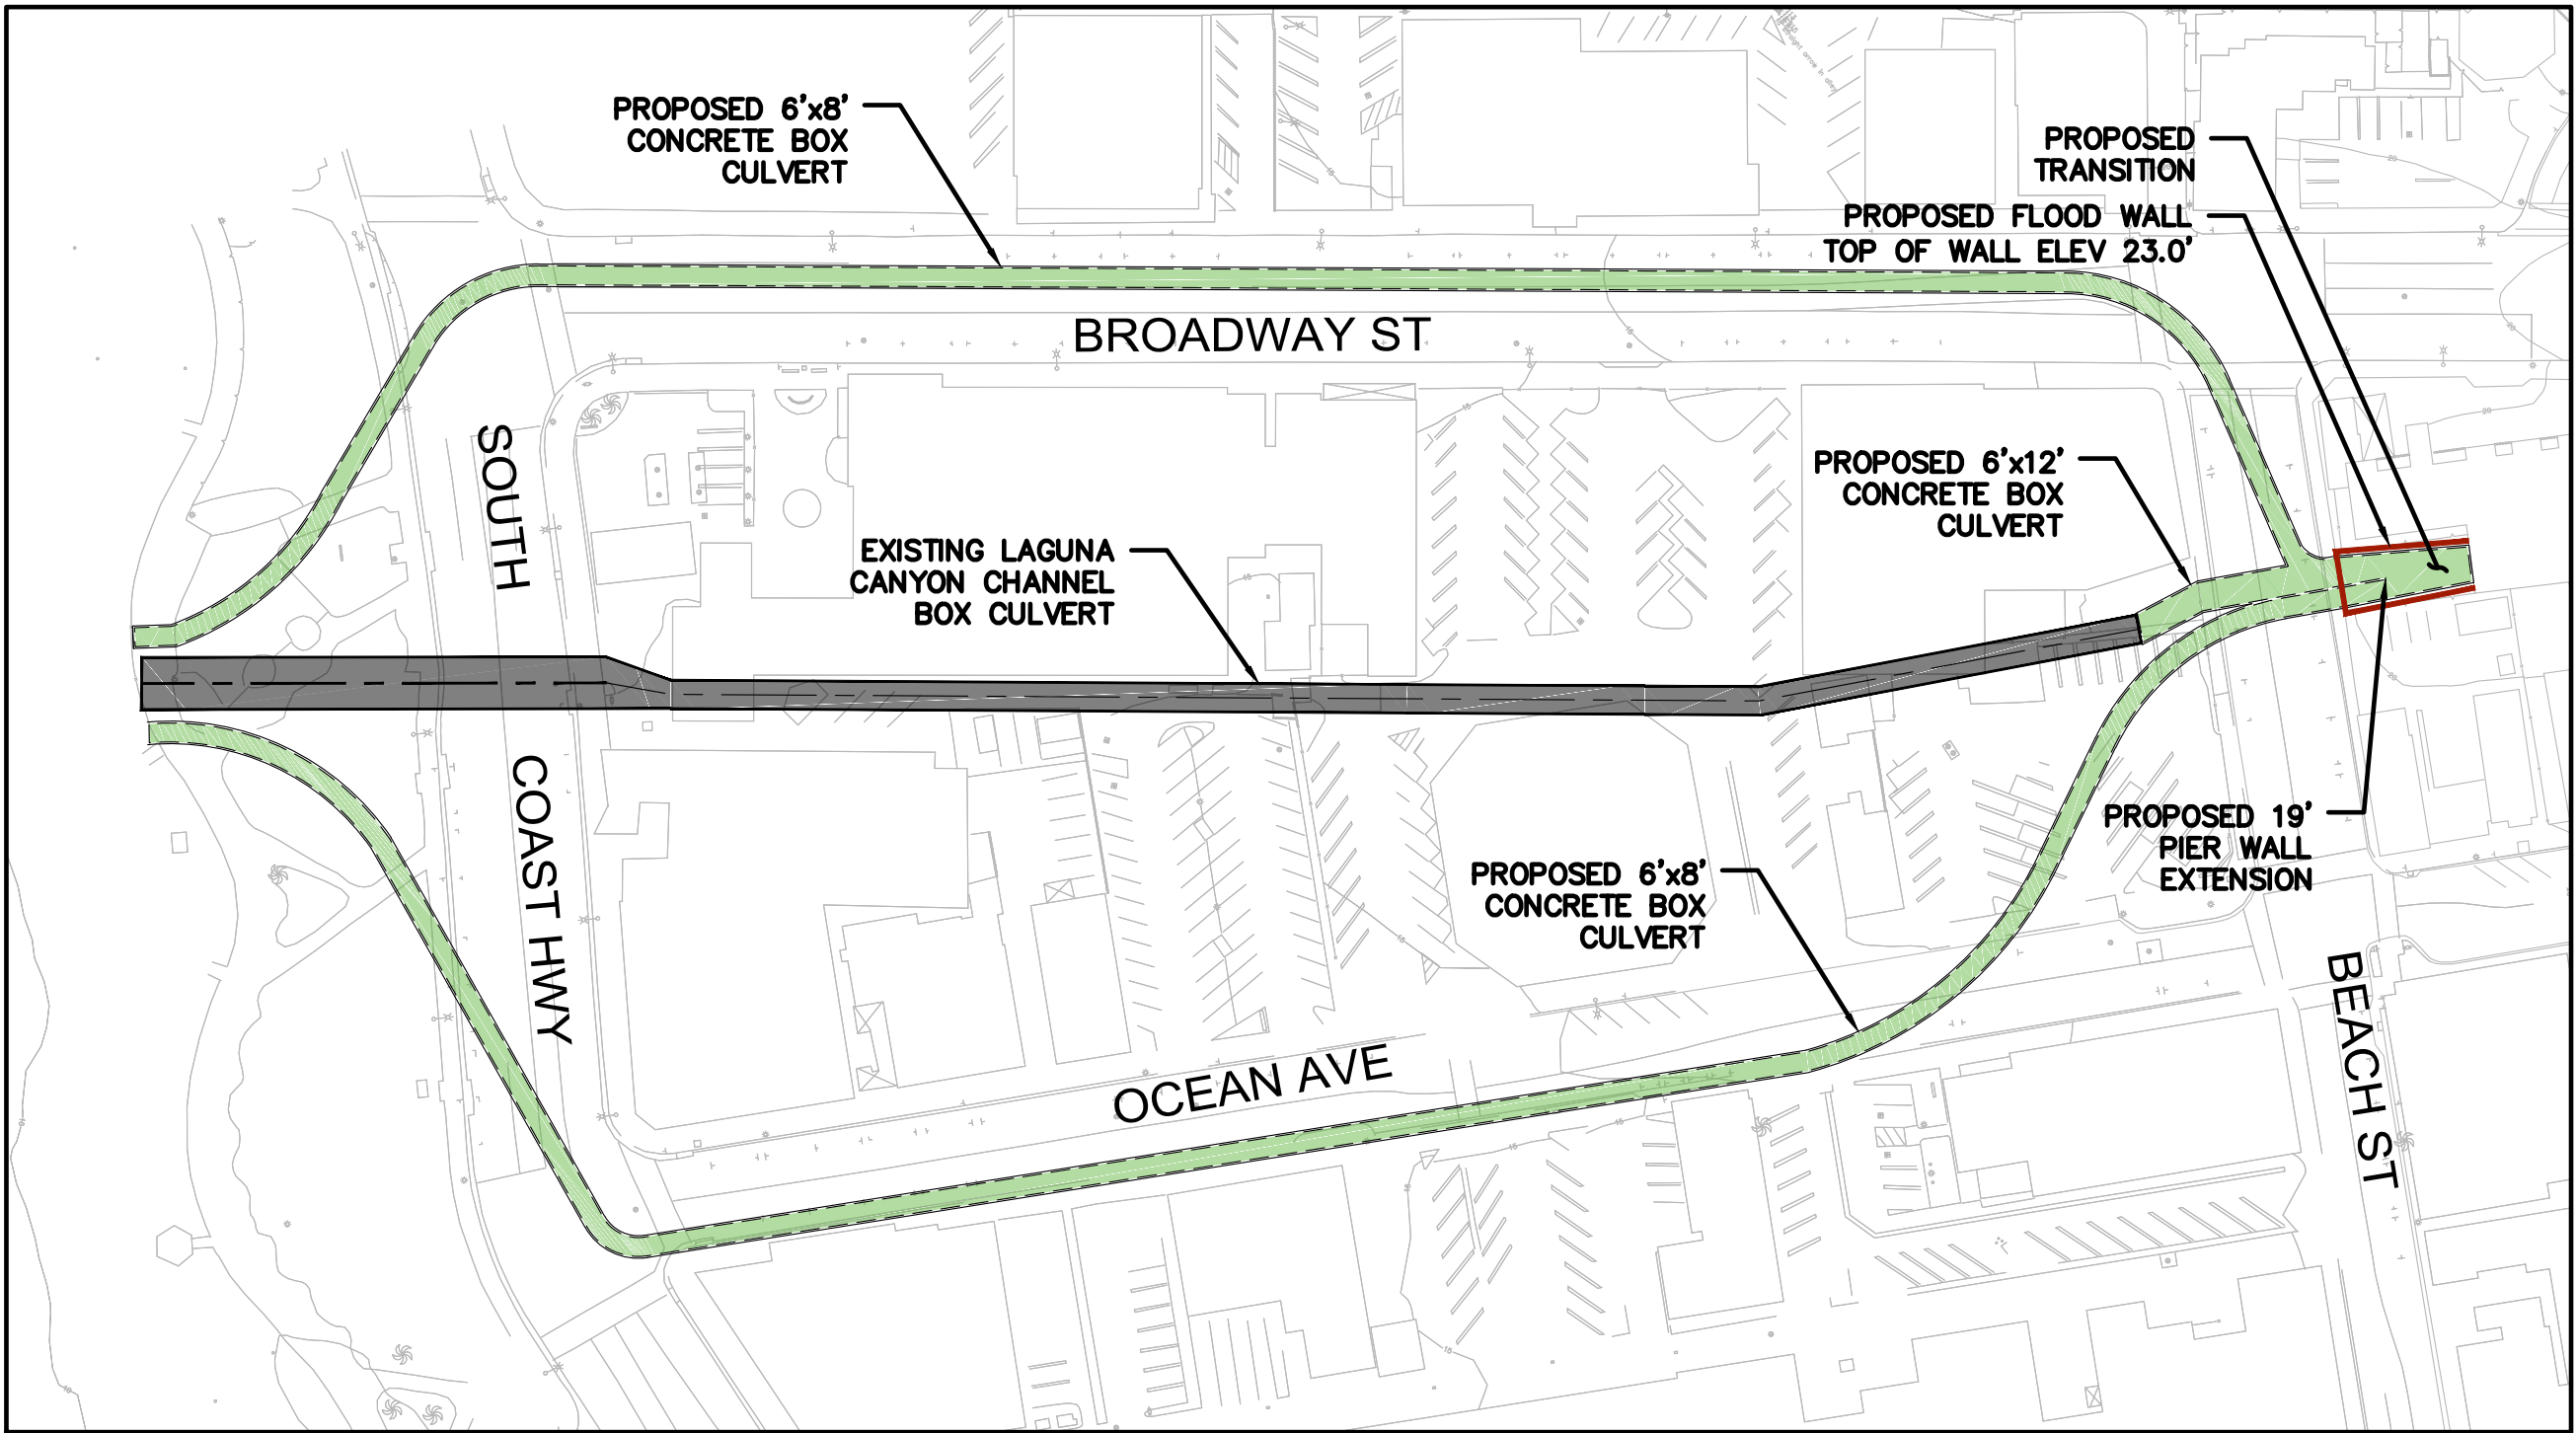 PROPOSED 6'x8'
CONCRETE BOX
CULVERT
PROPOSED
TRANSITION
PROPOSED FLOOD WALL
TOP OF WALL ELEV 23.0'
BROADWAY ST
SOUTH
COAST HWY
PROPOSED 6'x12'
CONCRETE BOX
CULVERT
EXISTING LAGUNA
CANYON CHANNEL
BOX CULVERT
PROPOSED 19'
PIER WALL
EXTENSION
PROPOSED 6'x8'
CONCRETE BOX
CULVERT
OCEAN AVE
BEACH ST